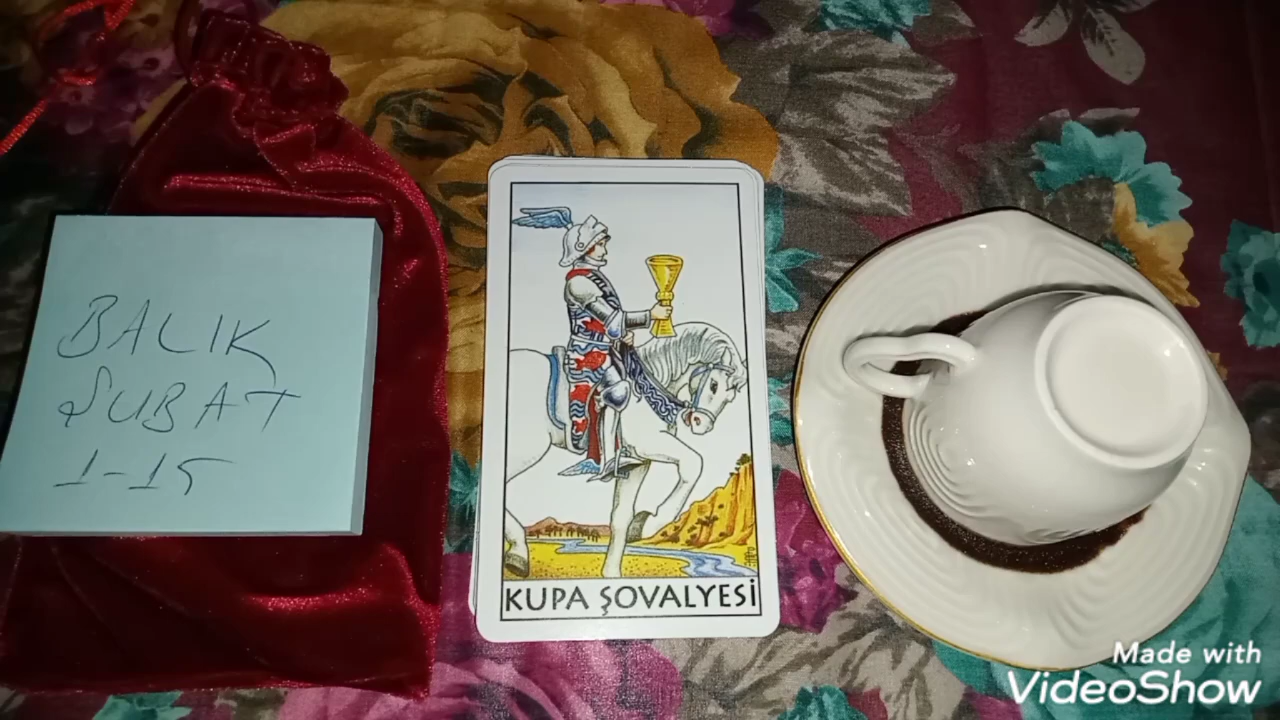 BALIK
ŞUBAT
1-15
KUPA ŞOVALYESİ
Made with
VideoShow